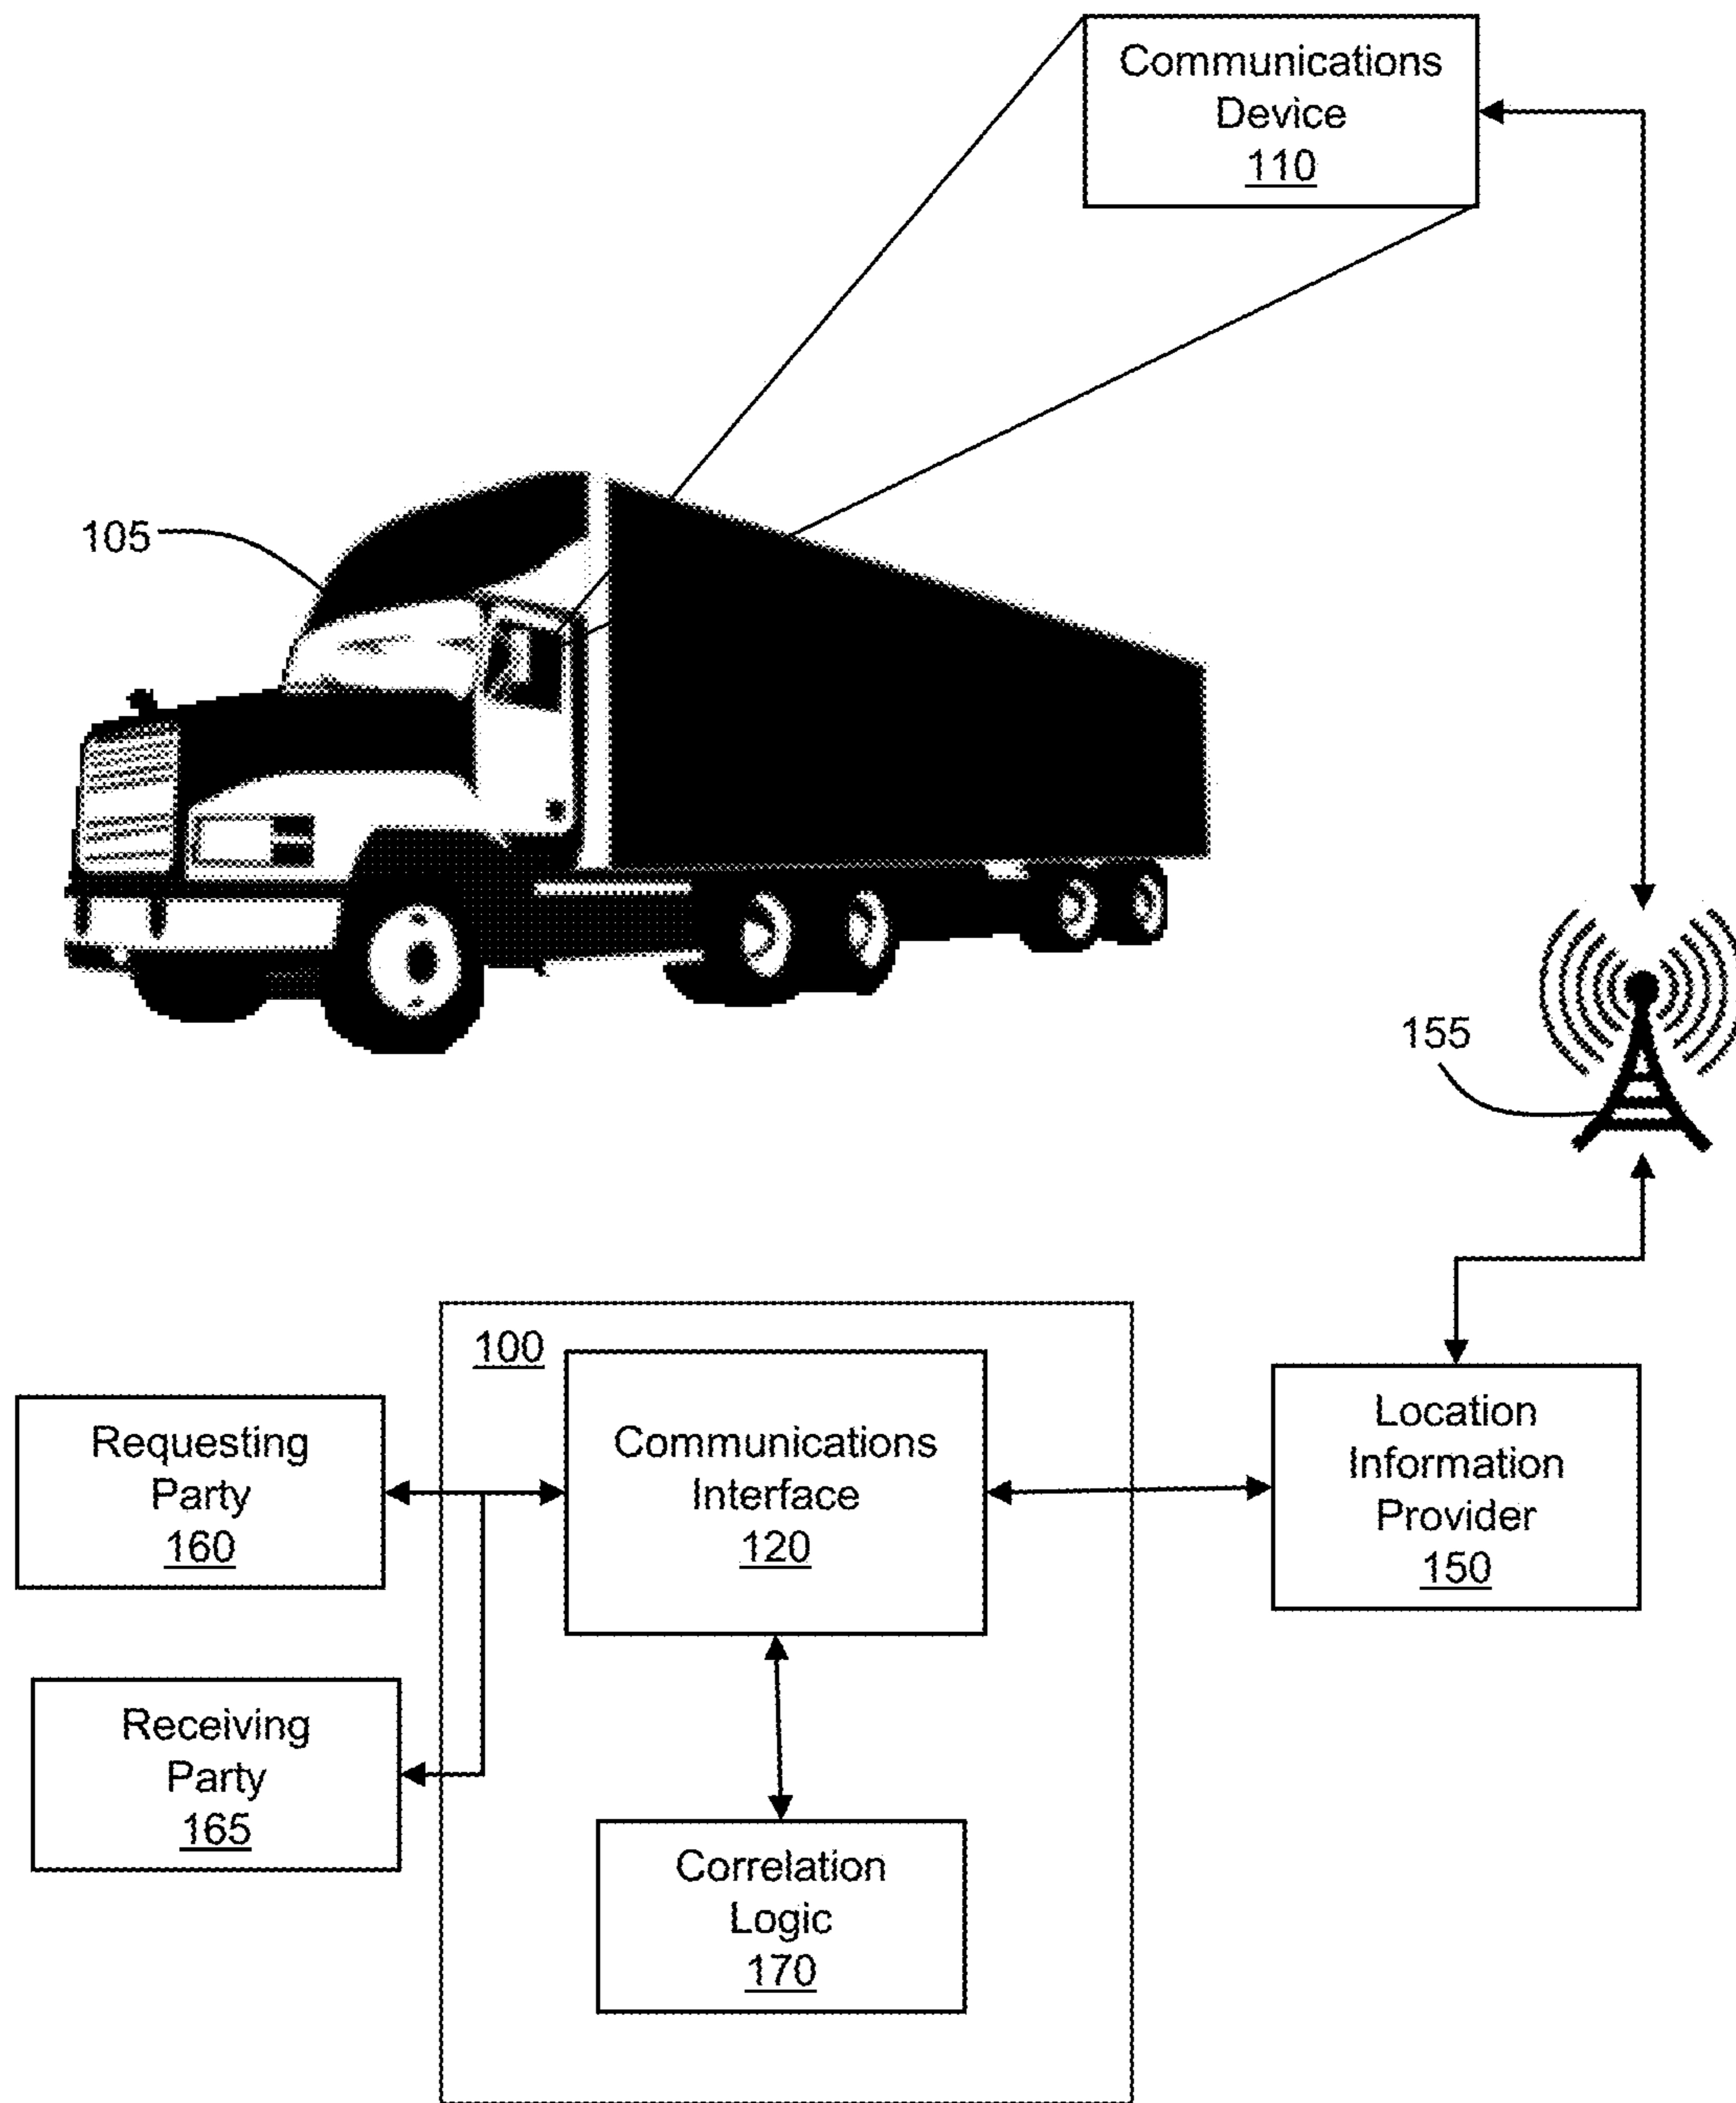 Communications
Device
110
105
155
100
Requesting
Party
160
Communications
Interface
120
Location
Information
Provider
150
Receiving
Party
165
Correlation
Logic
170